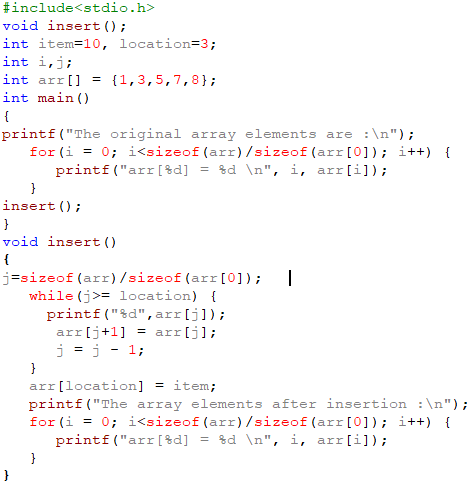 #include<stdio.h>
void insert();
int item=10, location=3;
int i,j;
int arr[] = {1,3,5,7,8};
int main()
{
printf("The original array elements are :\n");
   for(i = 0; i<sizeof(arr)/sizeof(arr[0]); i++) {
      printf("arr[%d] = %d \n", i, arr[i]);
   }
insert();
}
void insert()
{
j=sizeof(arr)/sizeof(arr[0]);
   while(j>= location) {
     printf("%d",arr[j]);
      arr[j+1] = arr[j];
      j = j - 1;
   }
   arr[location] = item;
   printf("The array elements after insertion :\n");
   for(i = 0; i<sizeof(arr)/sizeof(arr[0]); i++) {
      printf("arr[%d] = %d \n", i, arr[i]);
   }
}